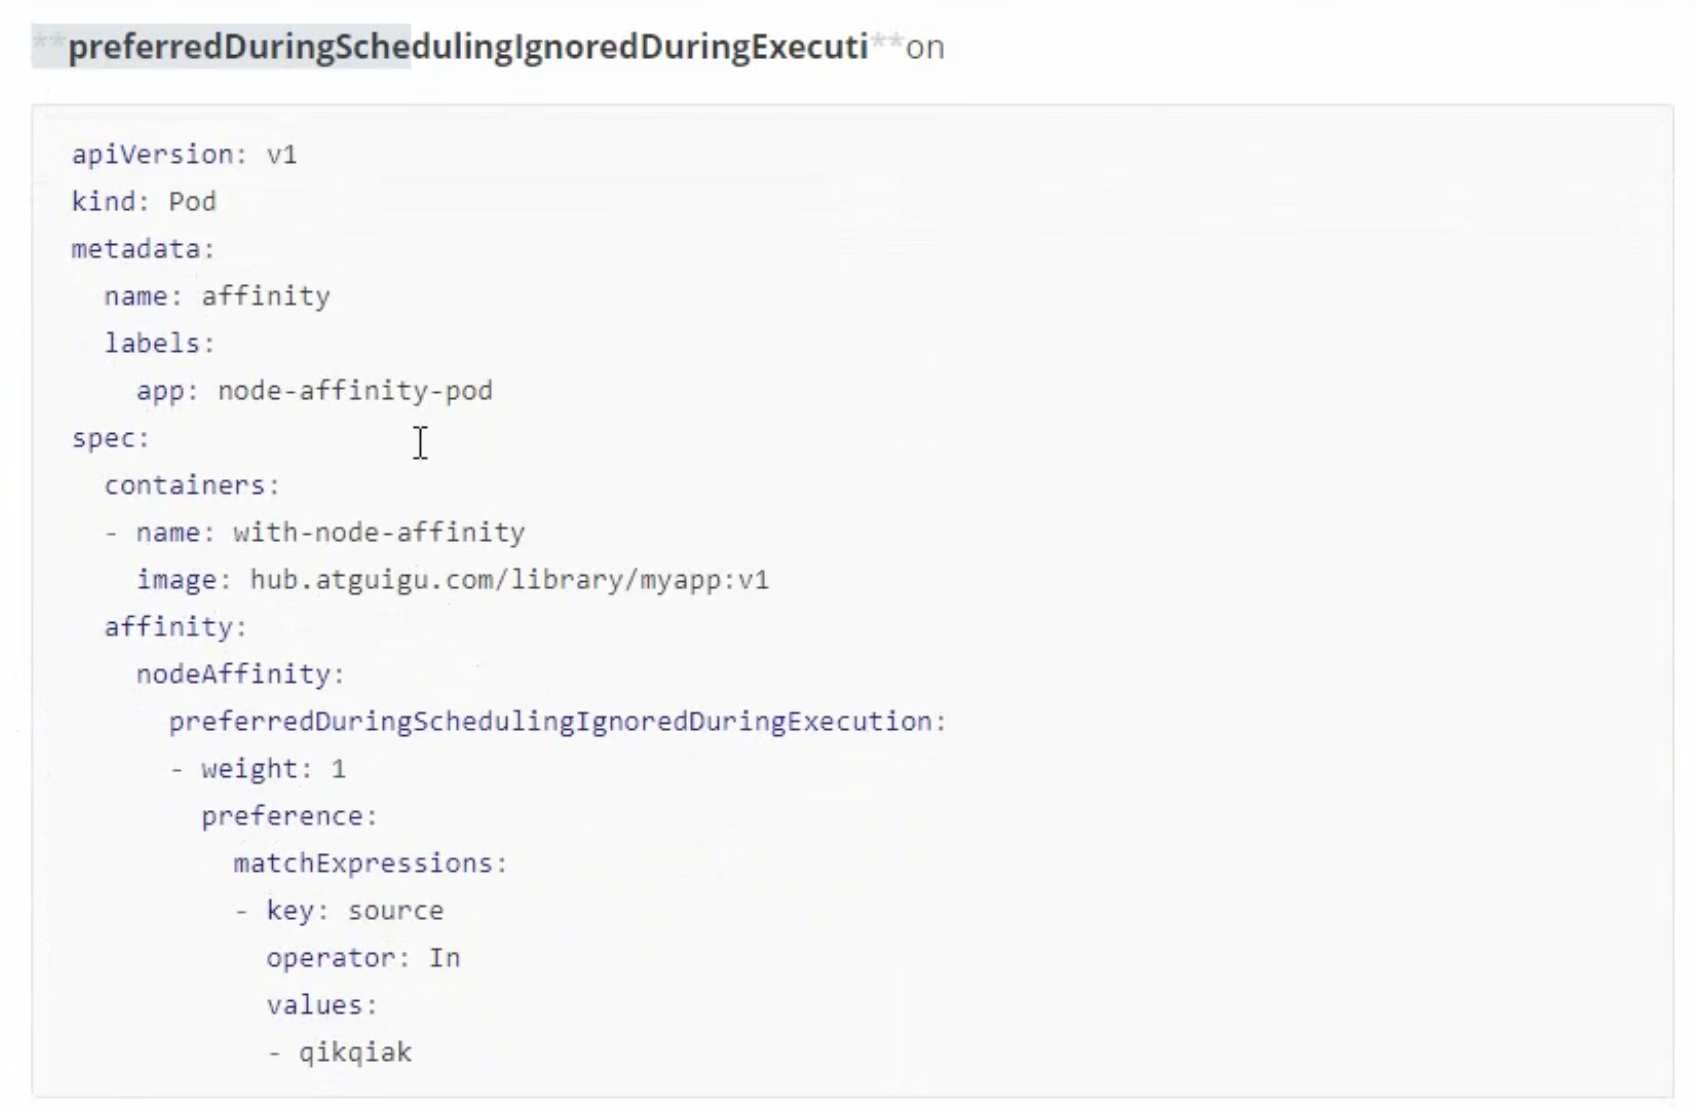 **preferredDuringSchedulingIgnoredDuringExecuti**on
apiVersion: v1
kind: Pod
metadata:
  name: affinity
  labels:
    app: node-affinity-pod
spec:
  containers:
  - name: with-node-affinity
    image: hub.atguigu.com/library/myapp:v1
  affinity:
    nodeAffinity:
      preferredDuringSchedulingIgnoredDuringExecution:
      - weight: 1
        preference:
          matchExpressions:
          - key: source
            operator: In
            values:
            - qikqiak